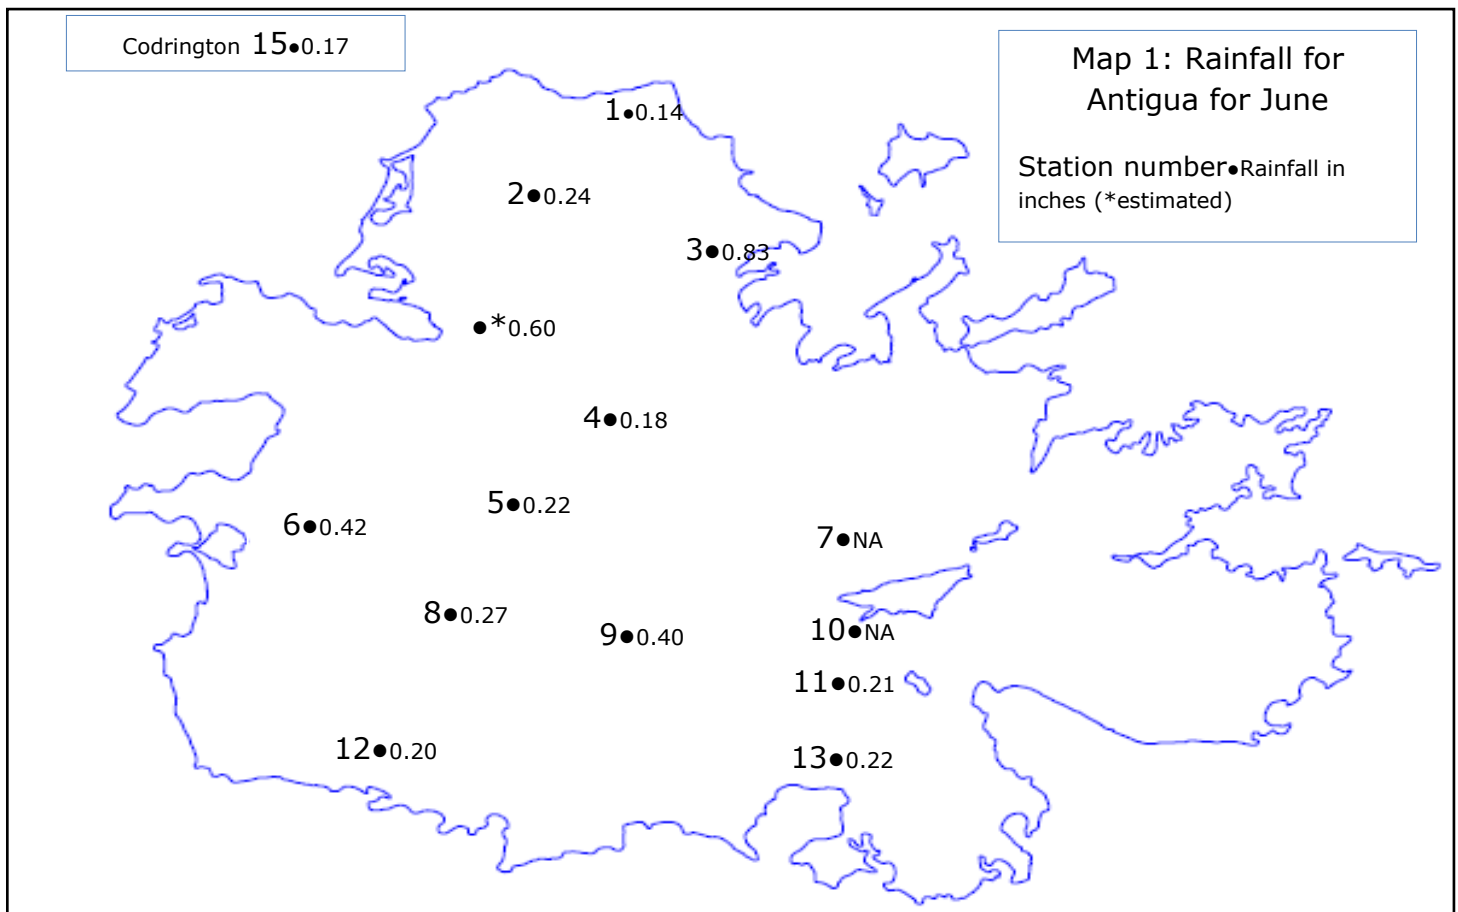 Codrington 15●0.17
Map 1: Rainfall for
Antigua for June
Station number●Rainfall in
inches (*estimated)
1●0.14
2●0.24
3●0.83
●*0.60
4●0.18
5●0.22
6●0.42
7●NA
8●0.27
9●0.40
10●NA
11●0.21
12●0.20
13●0.22